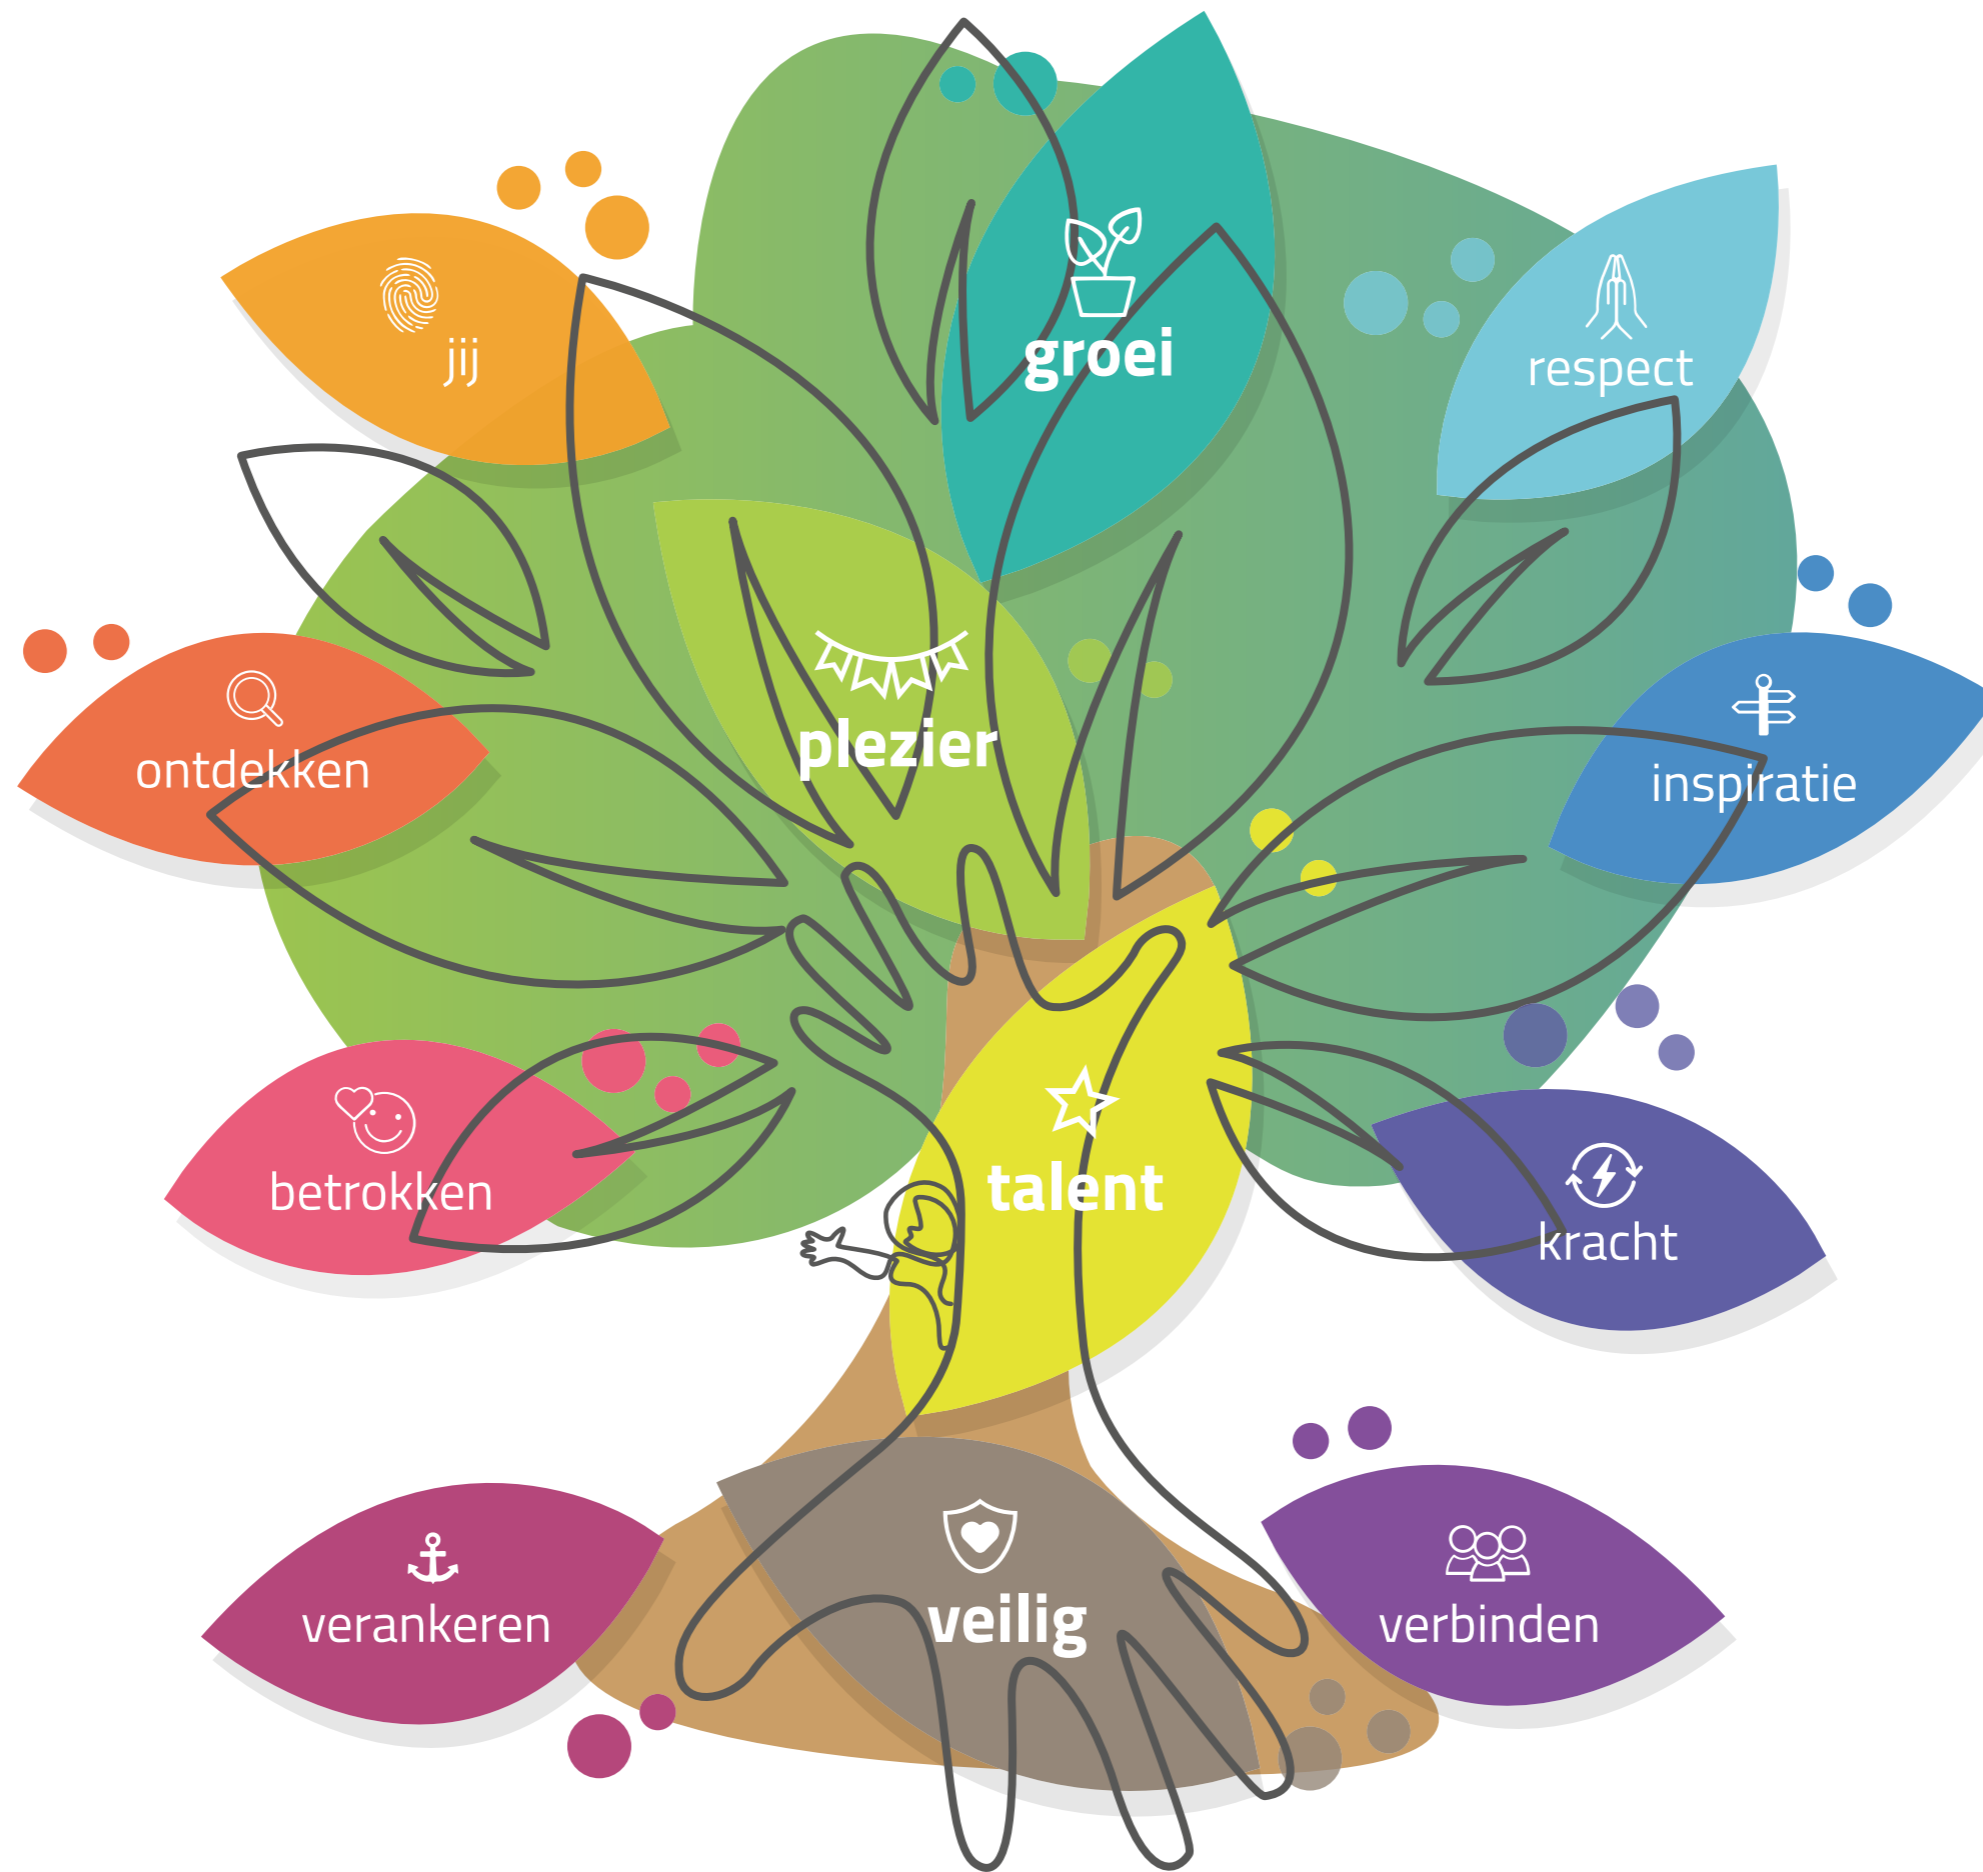 groei
jij
respect
plezier
ontdekken
inspiratie
talent
betrokken
kracht
veilig
verankeren
verbinden